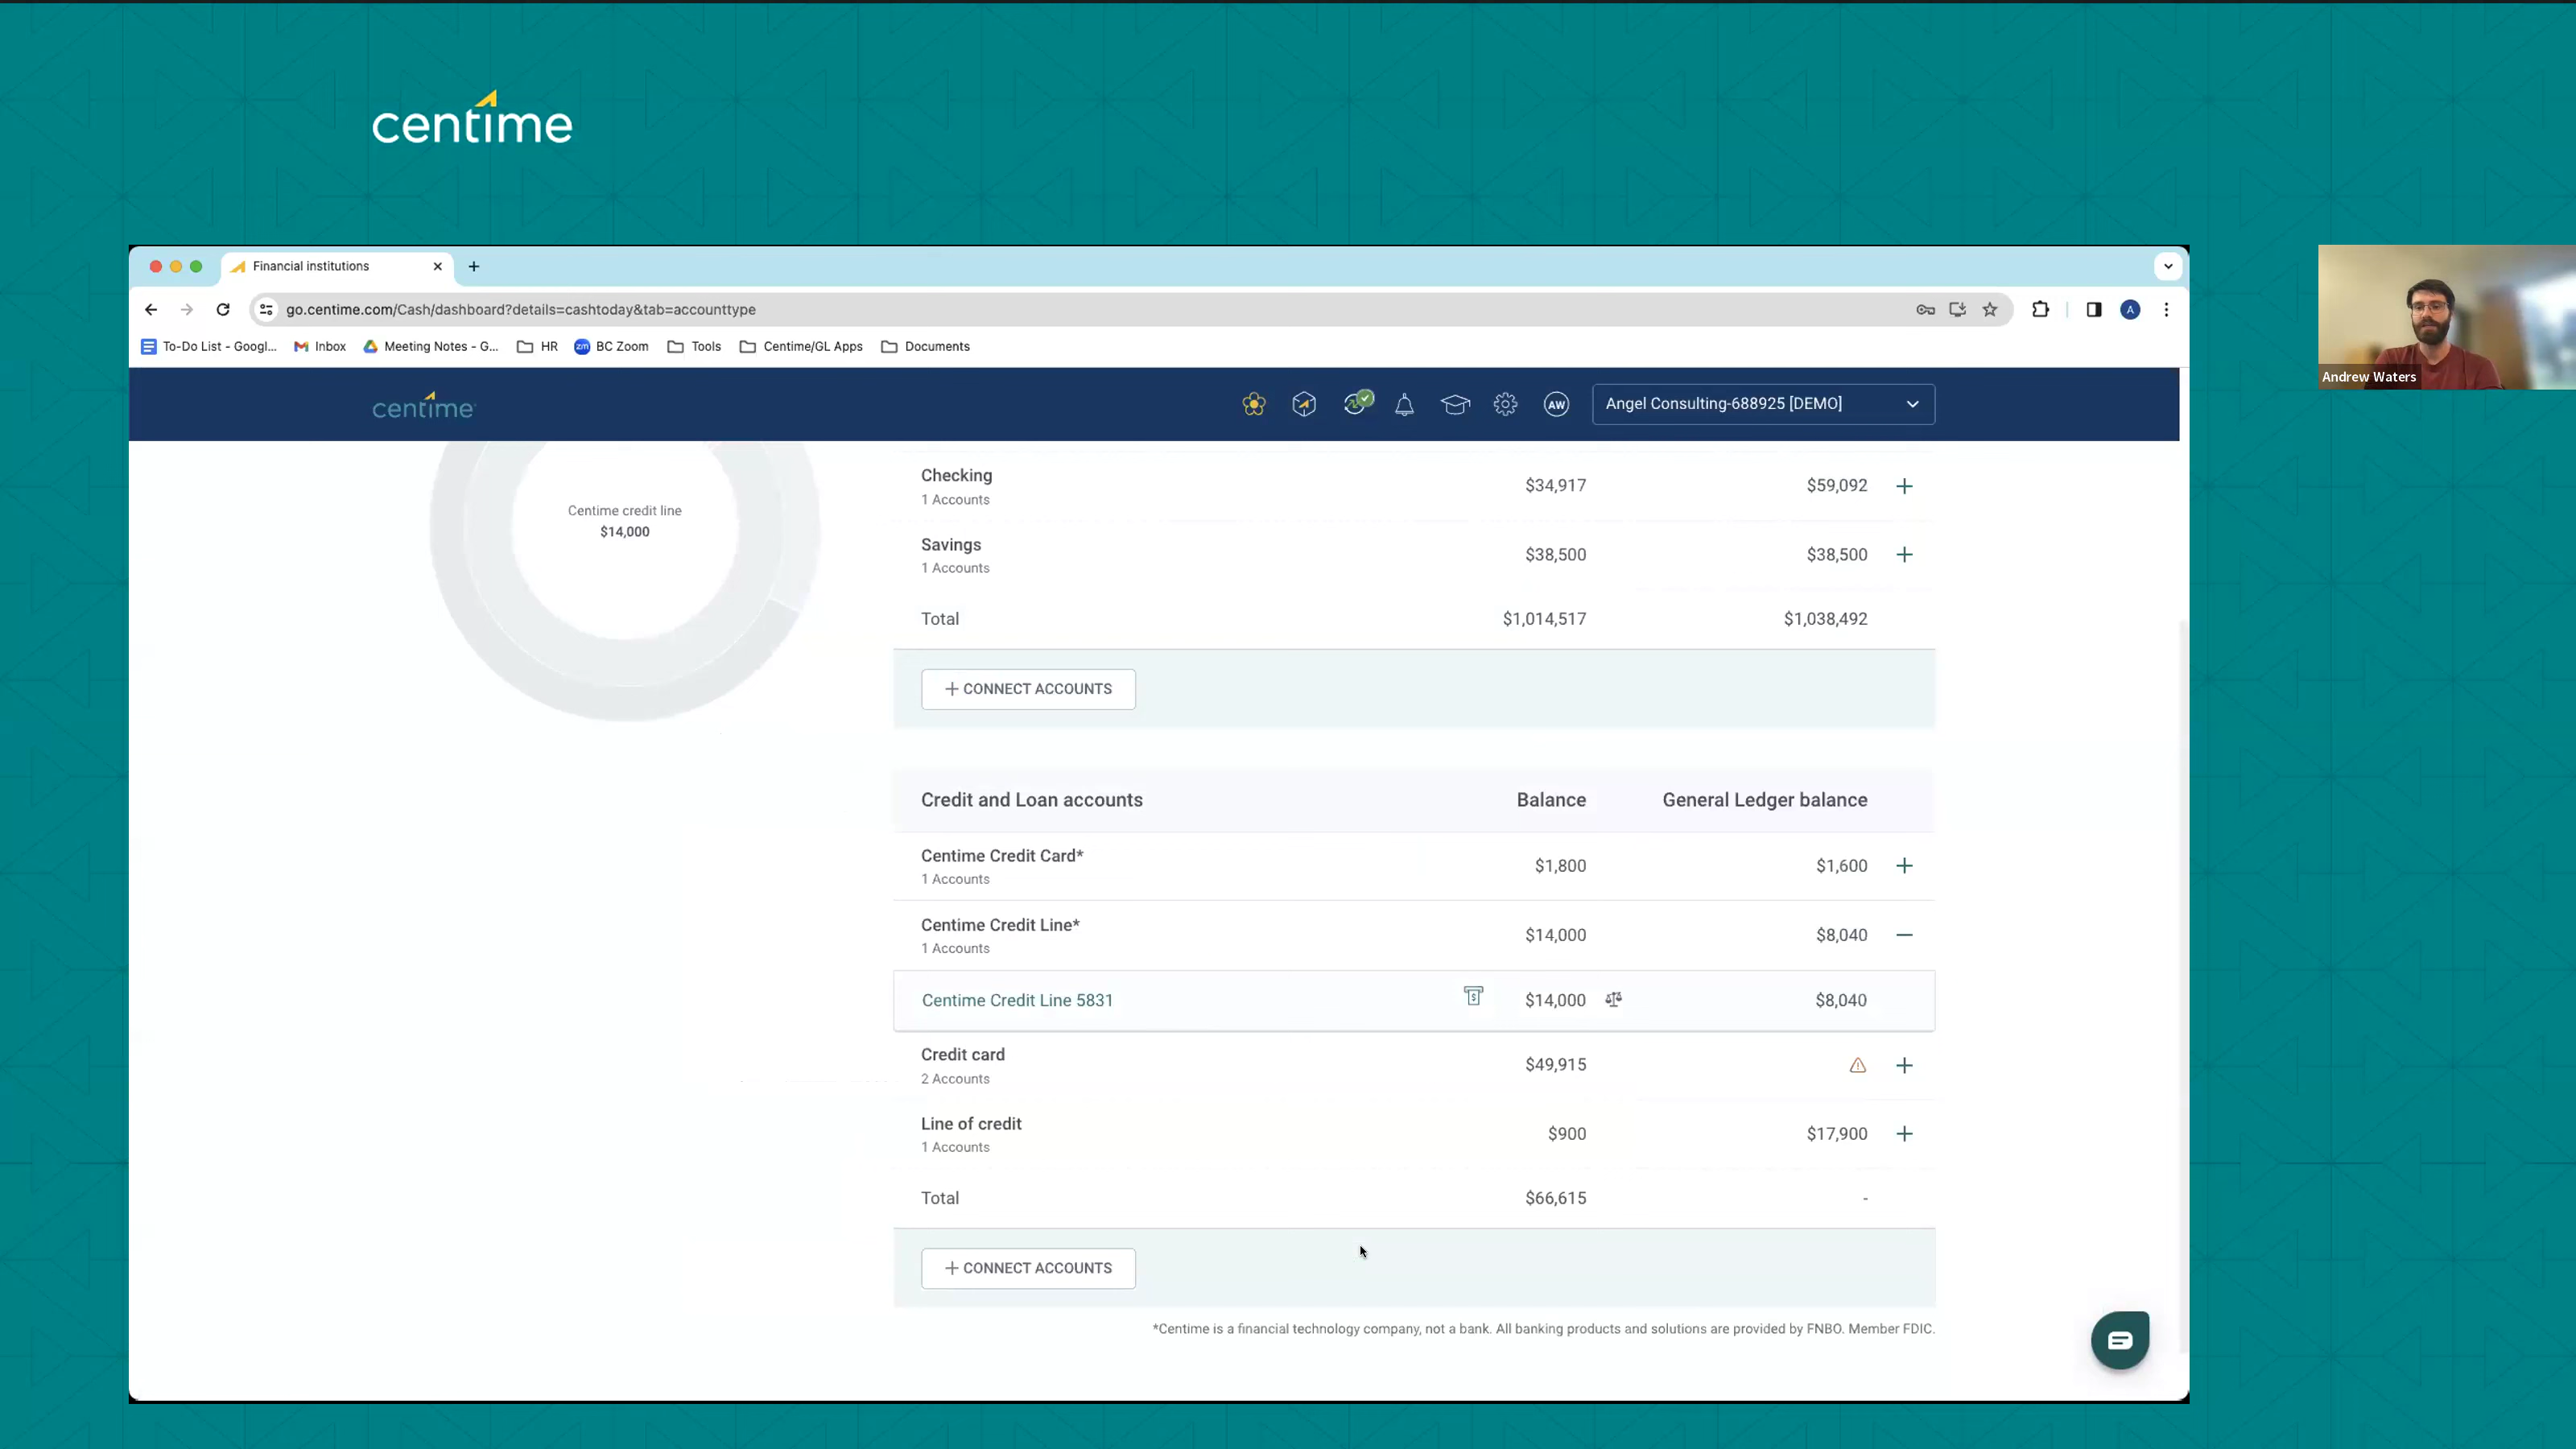 centime
Financial institutions
go.centime.com/Cash/dashboard?details=cashtoday&tab=accounttype
A
To-Do List - Googl...
Inbox
Meeting Notes - G...
HR
zm
BC Zoom
Tools
Centime/GL Apps
Documents
Andrew Waters
centime
AW
Angel Consulting-688925 [DEMO]
Centime credit line
$14,000
Checking
1 Accounts
$34,917
$59,092
Savings
1 Accounts
$38,500
$38,500
Total
$1,014,517
$1,038,492
+ CONNECT ACCOUNTS
Credit and Loan accounts
Balance
General Ledger balance
Centime Credit Card*
1 Accounts
$1,800
$1,600
Centime Credit Line*
1 Accounts
$14,000
$8,040
Centime Credit Line 5831
$14,000
$8,040
Credit card
2 Accounts
$49,915
Line of credit
1 Accounts
$900
$17,900
Total
$66,615
-
+ CONNECT ACCOUNTS
*Centime is a financial technology company, not a bank. All banking products and solutions are provided by FNBO. Member FDIC.